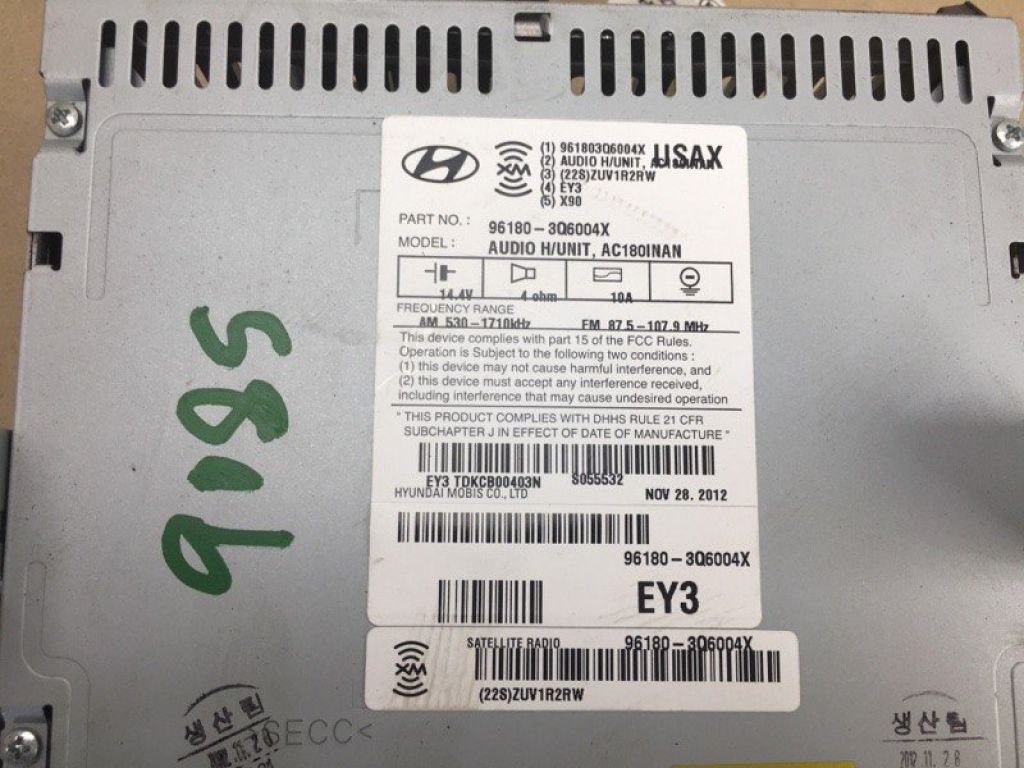 (1) 961803Q6004X USAX
(2) AUDIO H/UNIT, AC180INAN
(3) (22S)ZUV1R2RW
(4) EY3
(5) X90
XM
PART NO. : 96180-3Q6004X
MODEL : AUDIO H/UNIT, AC180INAN
14.4V 4 ohm 10A
FREQUENCY RANGE
AM 530-1710kHz FM 87.5-107.9 MHz
This device complies with part 15 of the FCC Rules.
Operation is Subject to the following two conditions :
(1) this device may not cause harmful interference, and
(2) this device must accept any interference received,
including interference that may cause undesired operation
" THIS PRODUCT COMPLIES WITH DHHS RULE 21 CFR
SUBCHAPTER J IN EFFECT OF DATE OF MANUFACTURE "
EY3 TDKCB00403N S055532
HYUNDAI MOBIS CO., LTD NOV 28. 2012
96180-3Q6004X
EY3
XM
SATELLITE RADIO 96180-3Q6004X
(22S)ZUV1R2RW
9185
생산팀
SECC<
생산팀
2012.11.28